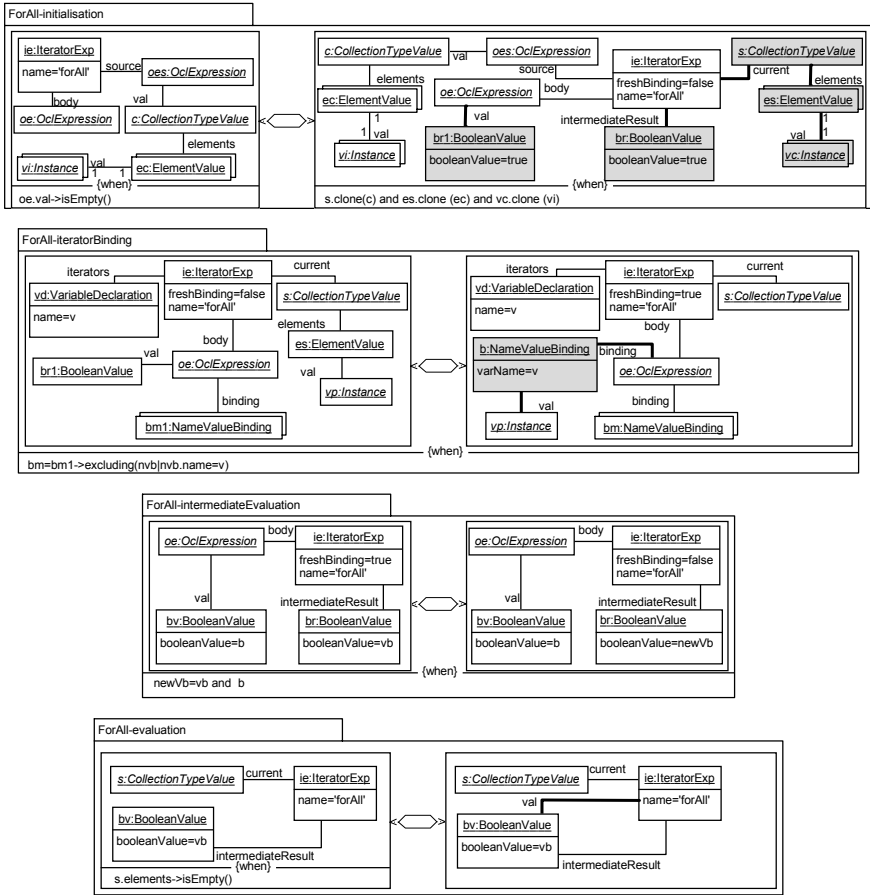 ForAll-initialisation
ie:IteratorExp
name='forAll'
source
oes:OclExpression
body
val
oe:OclExpression
c:CollectionTypeValue
elements
vi:Instance
val
1
1
ec:ElementValue
{when}
oe.val->isEmpty()
c:CollectionTypeValue
val
oes:OclExpression
ie:IteratorExp
s:CollectionTypeValue
source
freshBinding=false
name='forAll'
current
elements
oe:OclExpression
body
elements
ec:ElementValue
es:ElementValue
1
val
intermediateResult
1
1
val
br1:BooleanValue
br:BooleanValue
val
1
vi:Instance
booleanValue=true
booleanValue=true
vc:Instance
{when}
s.clone(c) and es.clone (ec) and vc.clone (vi)
ForAll-iteratorBinding
iterators
ie:IteratorExp
current
vd:VariableDeclaration
freshBinding=false
name='forAll'
s:CollectionTypeValue
name=v
elements
body
es:ElementValue
val
br1:BooleanValue
oe:OclExpression
val
vp:Instance
binding
bm1:NameValueBinding
iterators
ie:IteratorExp
current
vd:VariableDeclaration
freshBinding=true
name='forAll'
s:CollectionTypeValue
name=v
body
b:NameValueBinding
binding
varName=v
oe:OclExpression
val
binding
vp:Instance
bm:NameValueBinding
{when}
bm=bm1->excluding(nvb|nvb.name=v)
ForAll-intermediateEvaluation
oe:OclExpression
body
ie:IteratorExp
freshBinding=true
name='forAll'
val
intermediateResult
bv:BooleanValue
br:BooleanValue
booleanValue=b
booleanValue=vb
oe:OclExpression
body
ie:IteratorExp
freshBinding=false
name='forAll'
val
intermediateResult
bv:BooleanValue
br:BooleanValue
booleanValue=b
booleanValue=newVb
{when}
newVb=vb and b
ForAll-evaluation
s:CollectionTypeValue
current
ie:IteratorExp
name='forAll'
bv:BooleanValue
booleanValue=vb
intermediateResult
{when}
s.elements->isEmpty()
s:CollectionTypeValue
current
ie:IteratorExp
val
name='forAll'
bv:BooleanValue
booleanValue=vb
intermediateResult